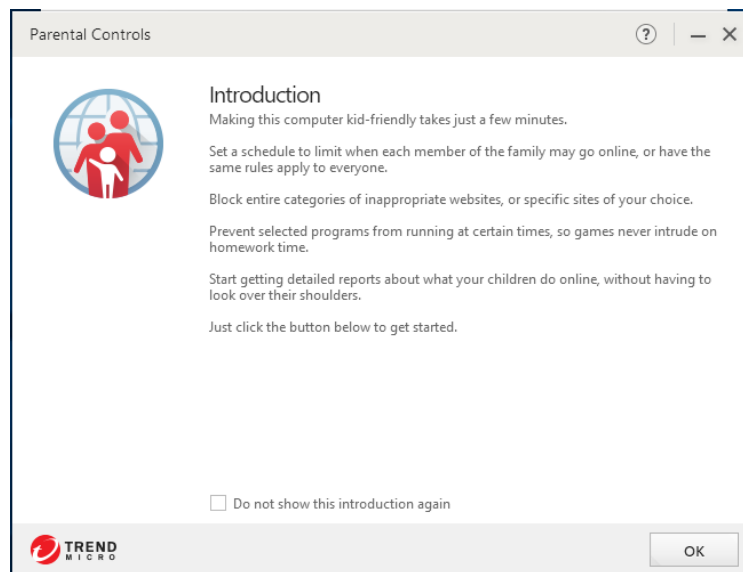 Parental Controls
?
Introduction
Making this computer kid-friendly takes just a few minutes.
Set a schedule to limit when each member of the family may go online, or have the
same rules apply to everyone.
Block entire categories of inappropriate websites, or specific sites of your choice.
Prevent selected programs from running at certain times, so games never intrude on
homework time.
Start getting detailed reports about what your children do online, without having to
look over their shoulders.
Just click the button below to get started.
Do not show this introduction again
TREND
MICRO
OK